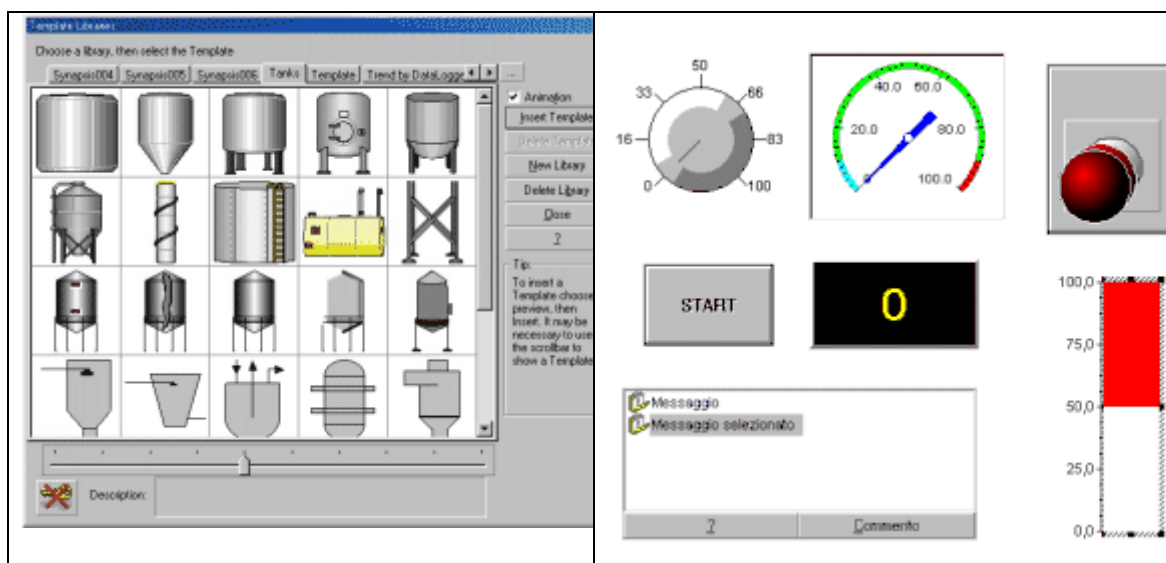 Template Libraries
Choose a library, then select the Template
Synapsis004 Synapsis005 Synapsis006 Tanks Template Trend by DataLogge ...
Animation
Insert Template
Delete Template
New Library
Delete Library
Close
?
Tip:
To insert a
Template choose
preview, then
Insert. It may be
necessary to use
the scrollbar to
show a Template
Description:
50
33 66
16 83
0 100
40.0 60.0
20.0 80.0
0 100.0
START
0
Messaggio
Messaggio selezionato
? Commento
100,0
75,0
50,0
25,0
0,0